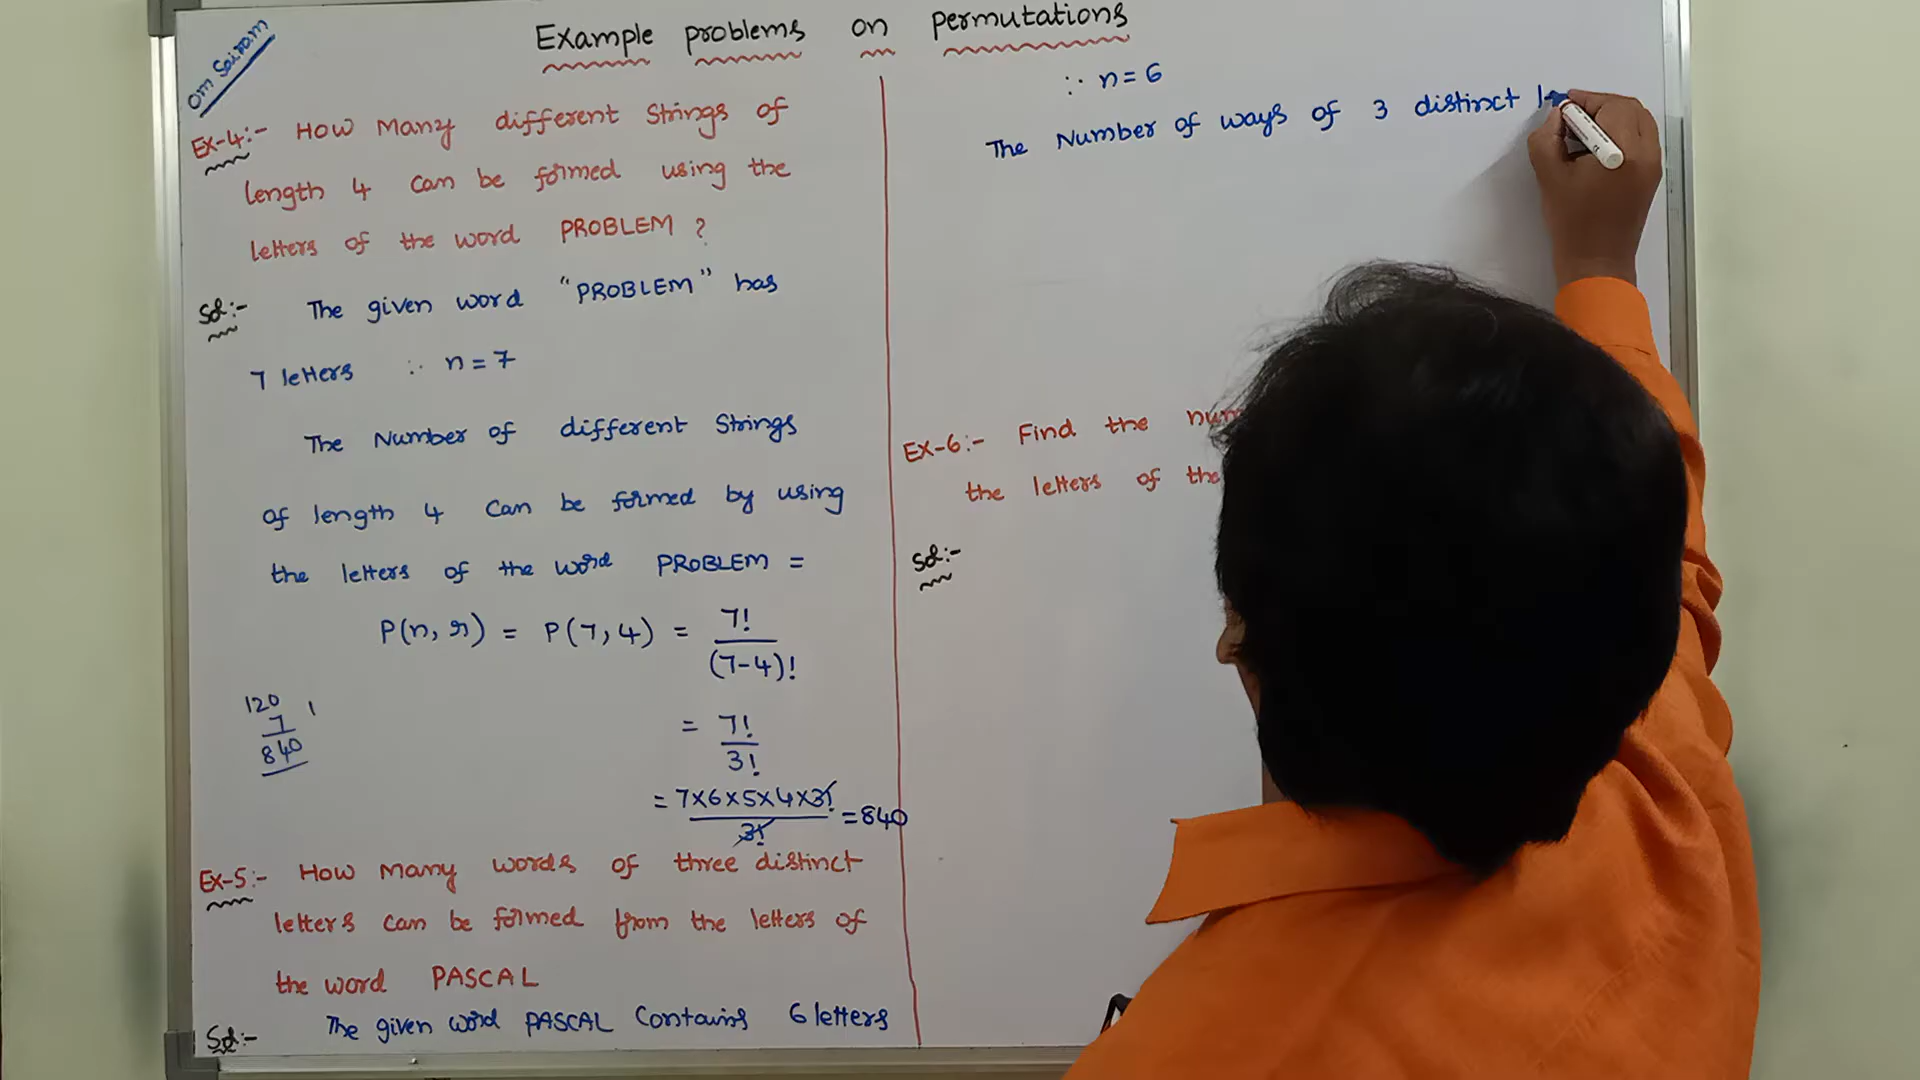 Example problems on permutations
Om Sairam
Ex-4:- How Many different Strings of
length 4 can be formed using the
letters of the word PROBLEM ?
Sol:- The given word "PROBLEM" has
7 letters ∴ n = 7
The Number of different Strings
of length 4 can be formed by using
the letters of the word PROBLEM =
P(n, r) = P(7, 4) = 7! / (7-4)!
= 7! / 3!
= 7×6×5×4×3! / 3! = 840
120
7
840
Ex-5:- How many words of three distinct
letters can be formed from the letters of
the word PASCAL
Sol:- The given word PASCAL Contains 6 letters
∴ n = 6
The Number of ways of 3 distinct
Ex-6:- Find the
the letters of the
Sol:-